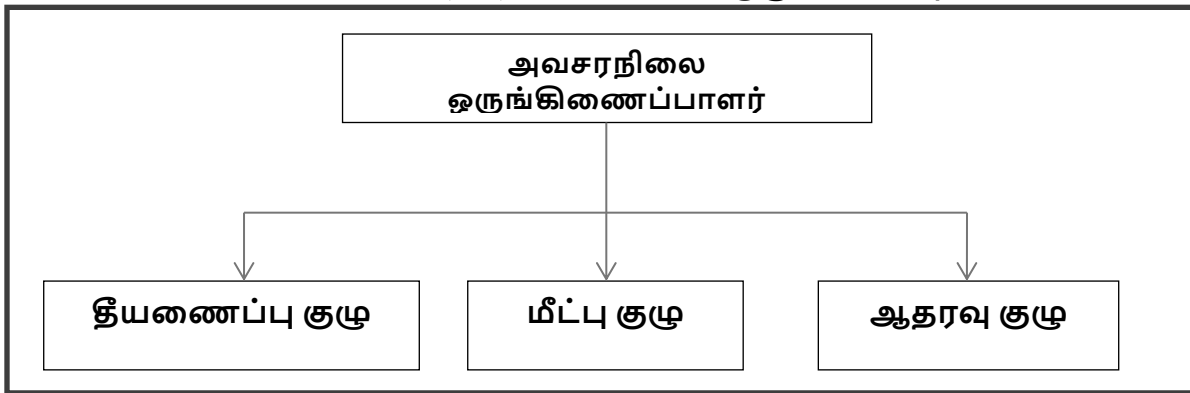 அவசரநிலை
ஒருங்கிணைப்பாளர்
தீயணைப்பு குழு
மீட்பு குழு
ஆதரவு குழு